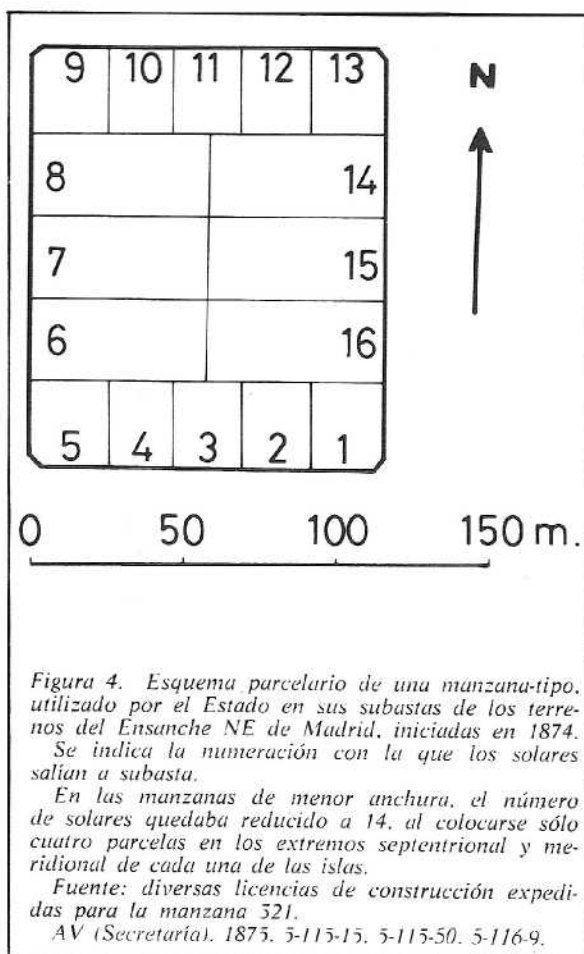 9 10 11 12 13
N
8 14
7 15
6 16
5 4 3 2 1
0 50 100 150 m.
Figura 4. Esquema parcelario de una manzana-tipo,
utilizado por el Estado en sus subastas de los terre-
nos del Ensanche NE de Madrid, iniciadas en 1874.
Se indica la numeración con la que los solares
salían a subasta.
En las manzanas de menor anchura, el número
de solares quedaba reducido a 14, al colocarse sólo
cuatro parcelas en los extremos septentrional y me-
ridional de cada una de las islas.
Fuente: diversas licencias de construcción expedi-
das para la manzana 321.
AV (Secretaría). 1875. 5-115-15. 5-115-50. 5-116-9.